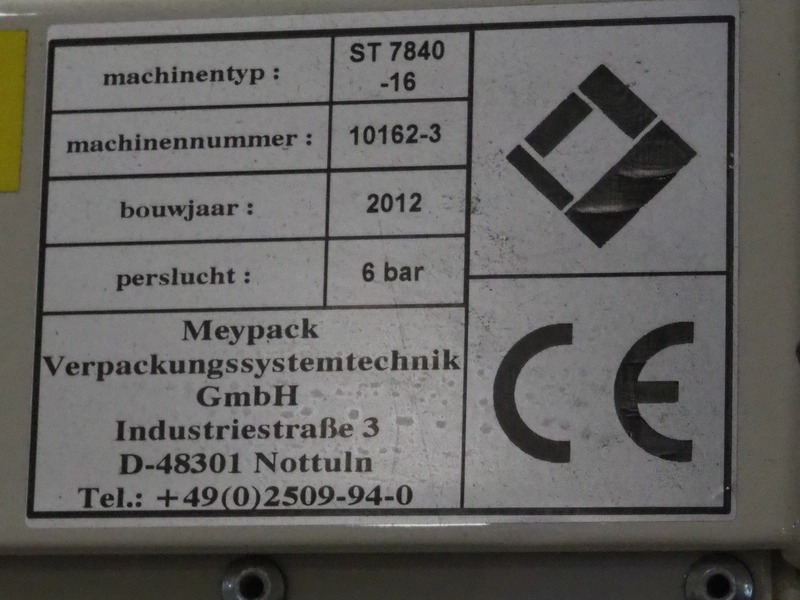 machinentyp : ST 7840
-16
machinennummer : 10162-3
bouwjaar : 2012
perslucht : 6 bar
Meypack
Verpackungssystemtechnik
GmbH
Industriestraße 3
D-48301 Nottuln
Tel.: +49(0)2509-94-0
CE